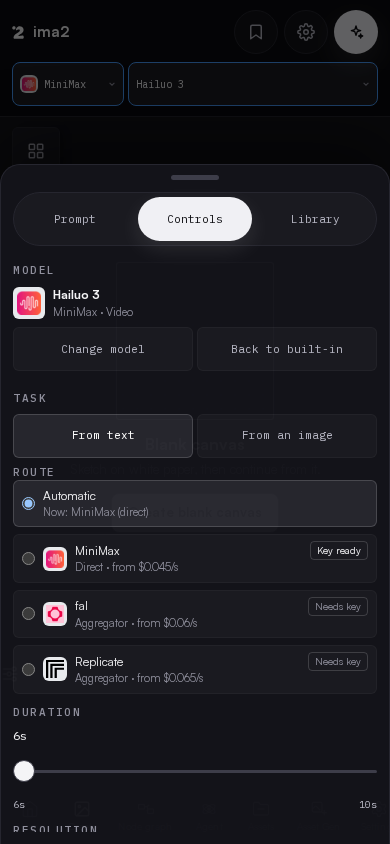 ima2
MiniMax
Hailuo 3
Prompt
Controls
Library
MODEL
Hailuo 3
MiniMax • Video
Change model
Back to built-in
TASK
From text
From an image
Blank canvas
ROUTE
Automatic
Now: MiniMax (direct)
MiniMax
Key ready
Direct • from $0.045/s
fal
Needs key
Aggregator • from $0.06/s
Replicate
Needs key
Aggregator • from $0.065/s
DURATION
6s
6s
10s
RESOLUTION